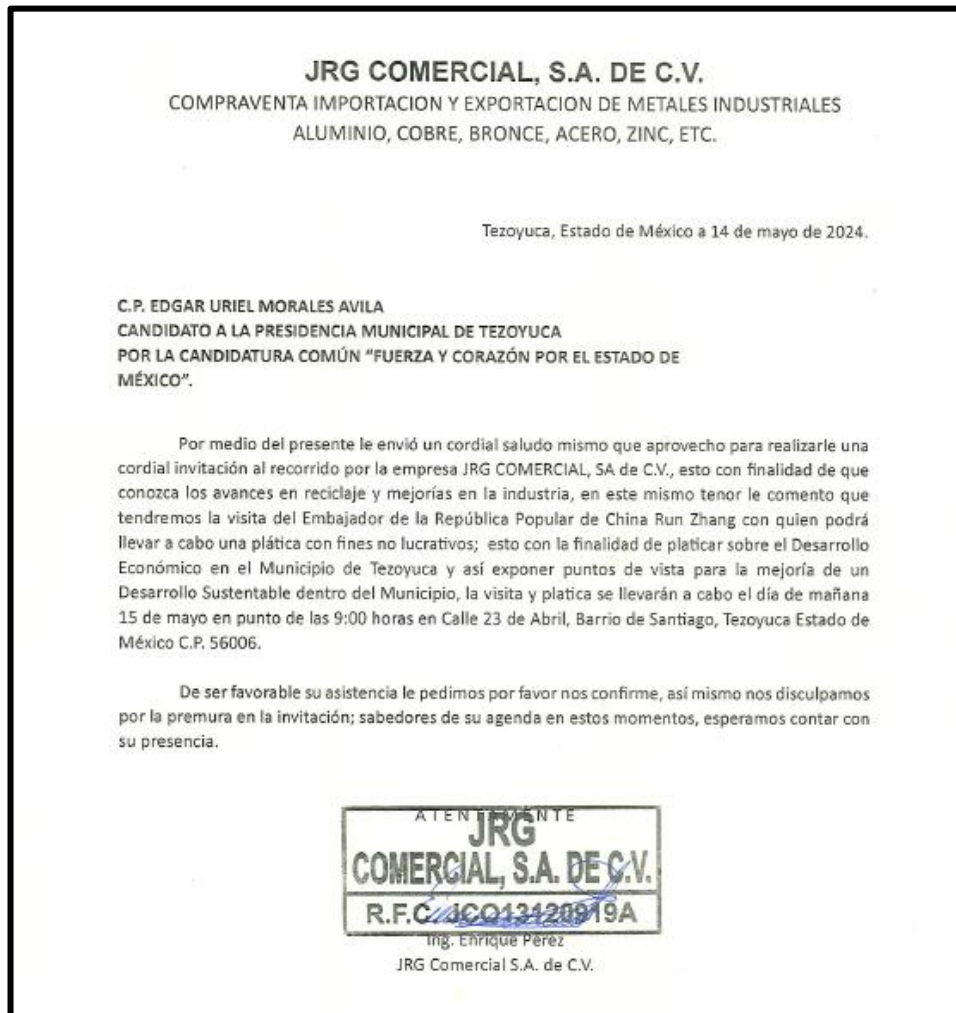 JRG COMERCIAL, S.A. DE C.V.
COMPRAVENTA IMPORTACION Y EXPORTACION DE METALES INDUSTRIALES
ALUMINIO, COBRE, BRONCE, ACERO, ZINC, ETC.
Tezoyuca, Estado de México a 14 de mayo de 2024.
C.P. EDGAR URIEL MORALES AVILA
CANDIDATO A LA PRESIDENCIA MUNICIPAL DE TEZOYUCA
POR LA CANDIDATURA COMÚN "FUERZA Y CORAZÓN POR EL ESTADO DE
MÉXICO".
Por medio del presente le envió un cordial saludo mismo que aprovecho para realizarle una
cordial invitación al recorrido por la empresa JRG COMERCIAL, SA de C.V., esto con finalidad de que
conozca los avances en reciclaje y mejorías en la industria, en este mismo tenor le comento que
tendremos la visita del Embajador de la República Popular de China Run Zhang con quien podrá
llevar a cabo una plática con fines no lucrativos; esto con la finalidad de platicar sobre el Desarrollo
Económico en el Municipio de Tezoyuca y así exponer puntos de vista para la mejoría de un
Desarrollo Sustentable dentro del Municipio, la visita y platica se llevarán a cabo el día de mañana
15 de mayo en punto de las 9:00 horas en Calle 23 de Abril, Barrio de Santiago, Tezoyuca Estado de
México C.P. 56006.
De ser favorable su asistencia le pedimos por favor nos confirme, así mismo nos disculpamos
por la premura en la invitación; sabedores de su agenda en estos momentos, esperamos contar con
su presencia.
ATENTAMENTE
JRG
COMERCIAL, S.A. DE C.V.
R.F.C. JCO13120919A
Ing. Enrique Pérez
JRG Comercial S.A. de C.V.